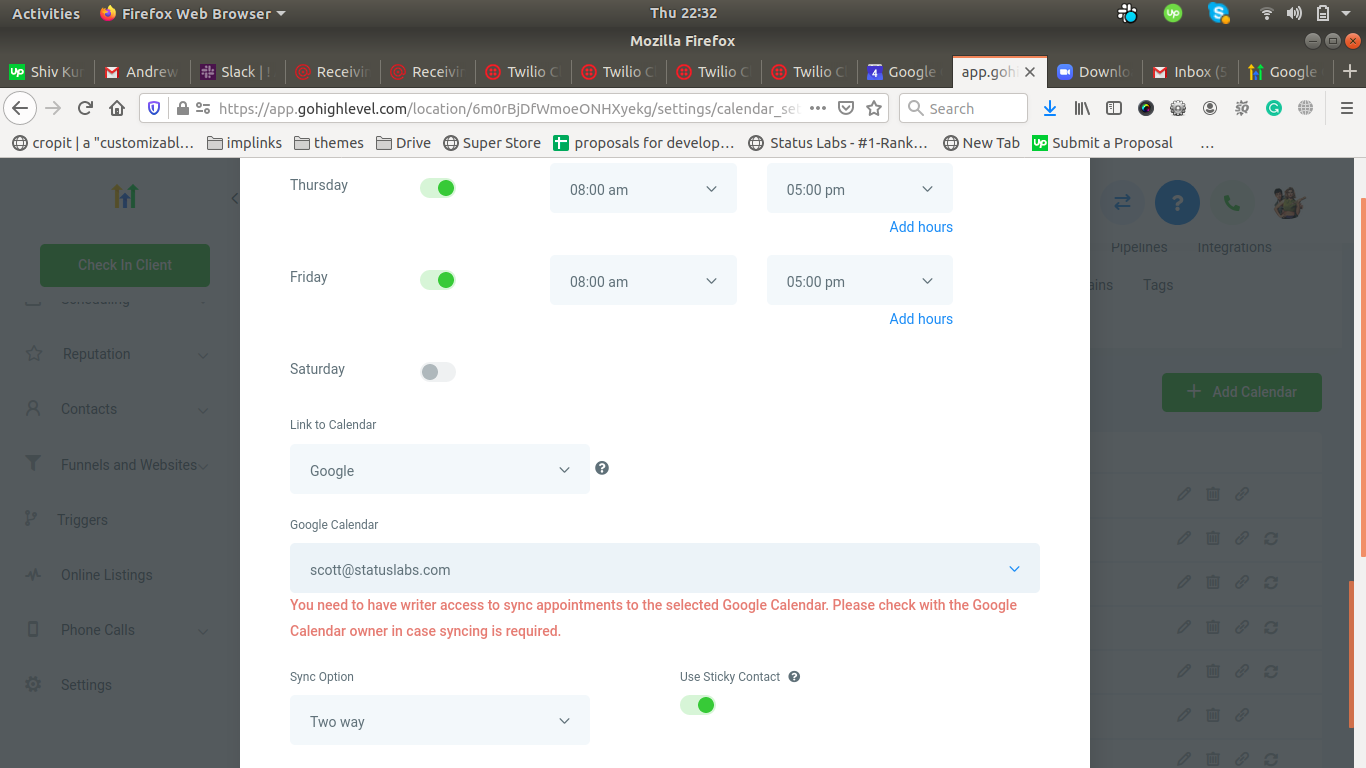 Activities Firefox Web Browser Thu 22:32
Mozilla Firefox
Shiv Ku Andrew Slack | Receivin Receivin Twilio C Twilio C Twilio C Twilio C 4 Google app.gohi Downlo Inbox (5 Google
https://app.gohighlevel.com/location/6m0rBjDfWmoeONHXyekg/settings/calendar_set Search
cropit | a "customizabl... implinks themes Drive Super Store proposals for develop... Status Labs - #1-Rank... New Tab Submit a Proposal ...
Thursday 08:00 am 05:00 pm
Add hours
Pipelines Integrations
Check In Client
Friday 08:00 am 05:00 pm
ains Tags
Scheduling
Add hours
Reputation
Saturday
Add Calendar
Contacts
Link to Calendar
Funnels and Websites
Google
Triggers
Google Calendar
Online Listings
scott@statuslabs.com
You need to have writer access to sync appointments to the selected Google Calendar. Please check with the Google
Calendar owner in case syncing is required.
Phone Calls
Sync Option Use Sticky Contact
Settings
Two way